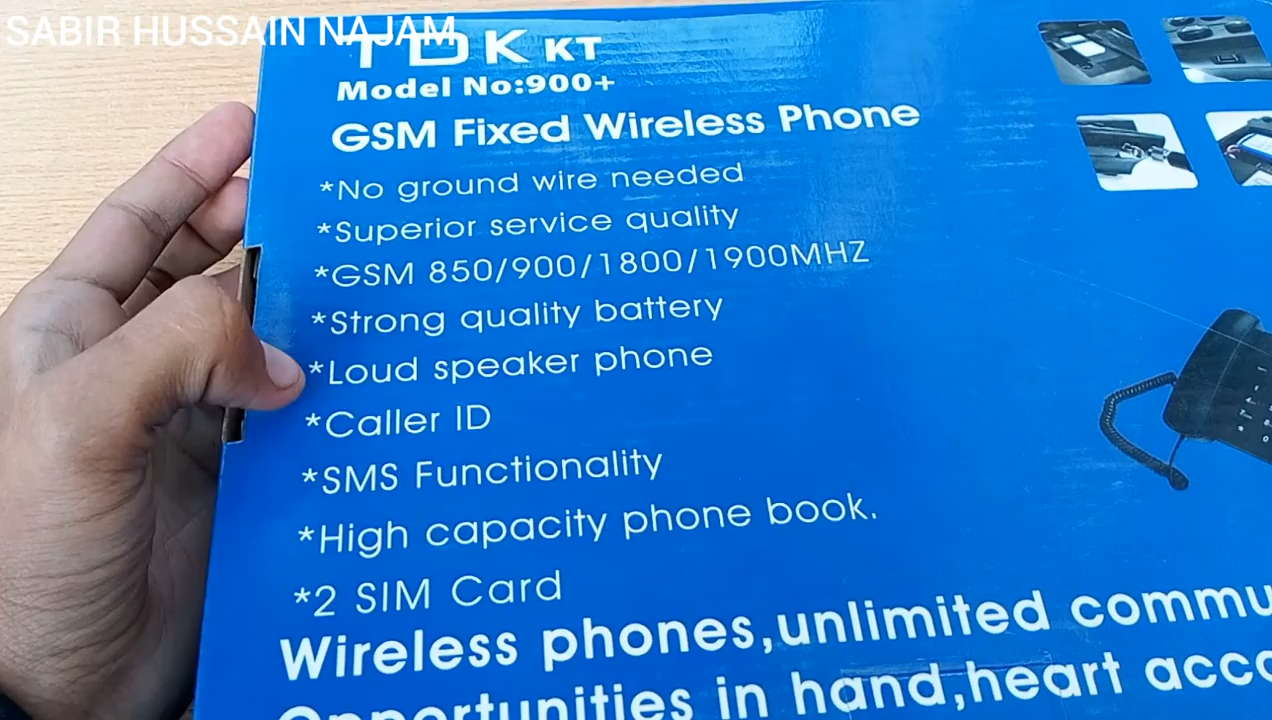 SABIR HUSSAIN NAJAM
TDK KT
Model No:900+
GSM Fixed Wireless Phone
*No ground wire needed
*Superior service quality
*GSM 850/900/1800/1900MHZ
*Strong quality battery
*Loud speaker phone
*Caller ID
*SMS Functionality
*High capacity phone book.
*2 SIM Card
Wireless phones,unlimited
Opportunities in hand,heart